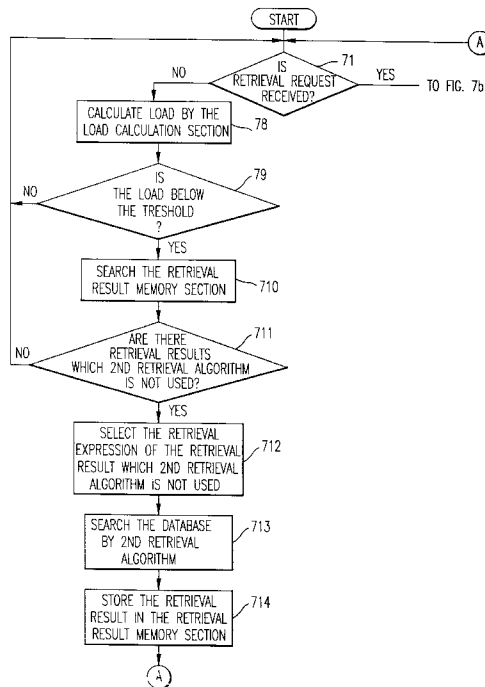 START
A
71
IS
RETRIEVAL REQUEST
RECEIVED?
NO
YES
TO FIG. 7b
CALCULATE LOAD BY THE
LOAD CALCULATION SECTION
78
79
IS
THE LOAD BELOW
THE TRESHOLD
?
NO
YES
SEARCH THE RETRIEVAL
RESULT MEMORY SECTION
710
711
ARE THERE
RETRIEVAL RESULTS
WHICH 2ND RETRIEVAL ALGORITHM
IS NOT USED?
NO
YES
SELECT THE RETRIEVAL
EXPRESSION OF THE RETRIEVAL
RESULT WHICH 2ND RETRIEVAL
ALGORITHM IS NOT USED
712
SEARCH THE DATABASE
BY 2ND RETRIEVAL
ALGORITHM
713
STORE THE RETRIEVAL
RESULT IN THE RETRIEVAL
RESULT MEMORY SECTION
714
A